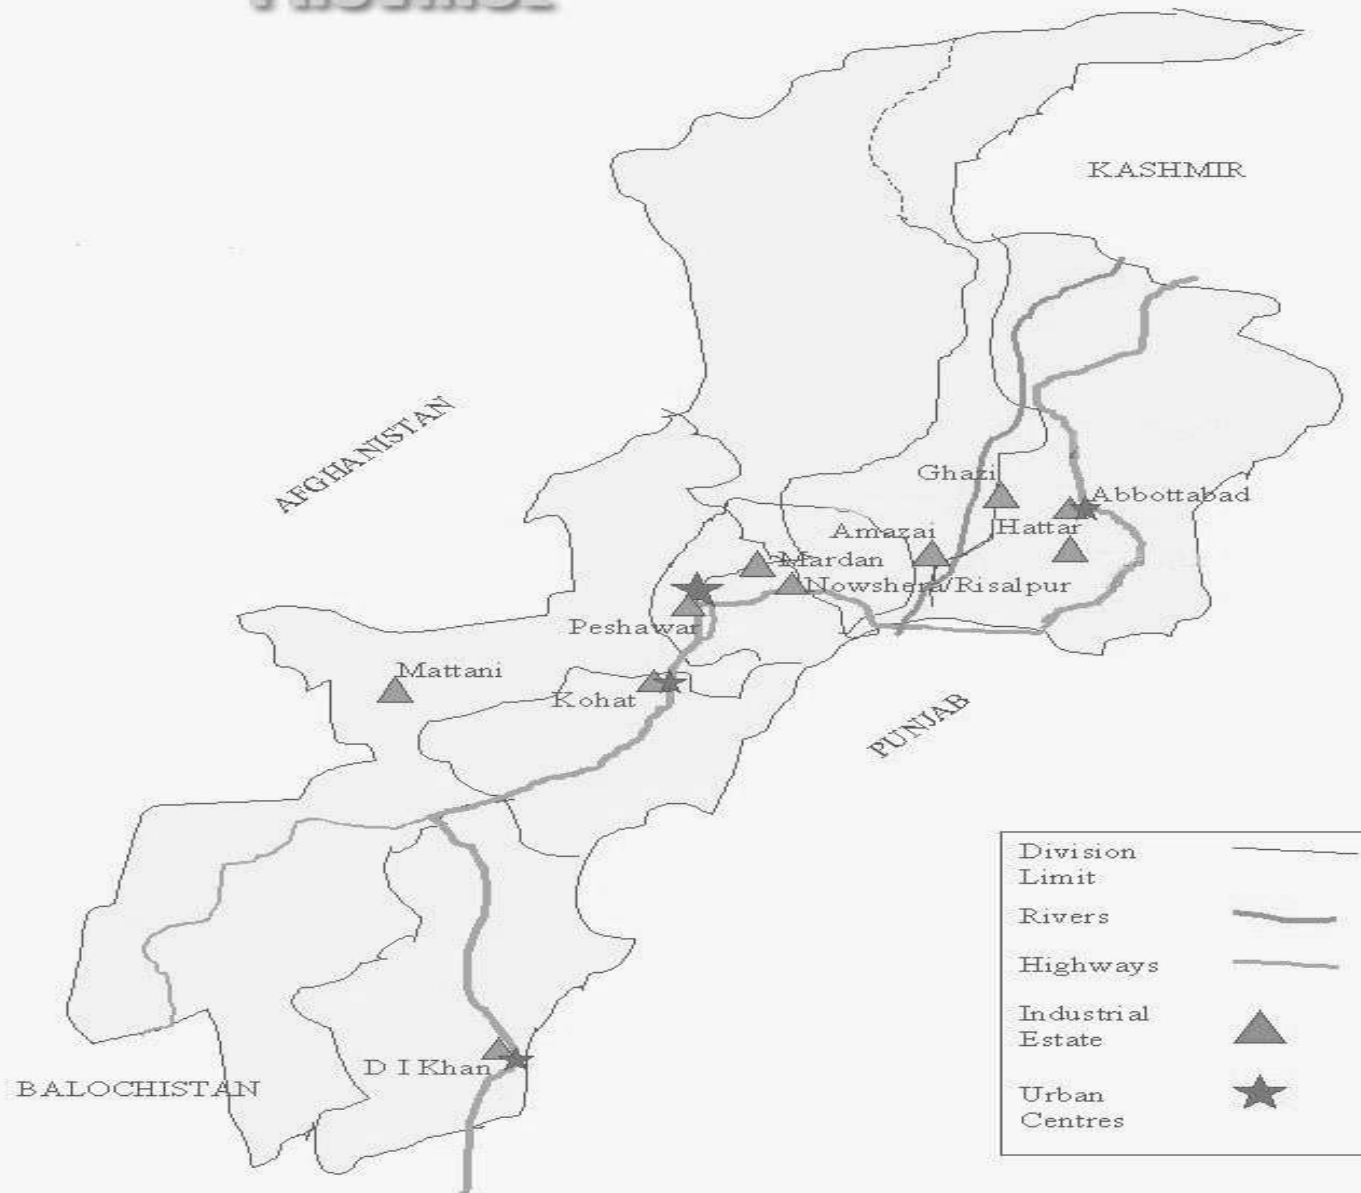 PROVINCE
KASHMIR
AFGHANISTAN
Ghazi
Abbottabad
Amazai
Hattar
Mardan
Nowshera/Risalpur
Peshawar
Mattani
Kohat
PUNJAB
D I Khan
BALOCHISTAN
Division
Limit
Rivers
Highways
Industrial
Estate
Urban
Centres